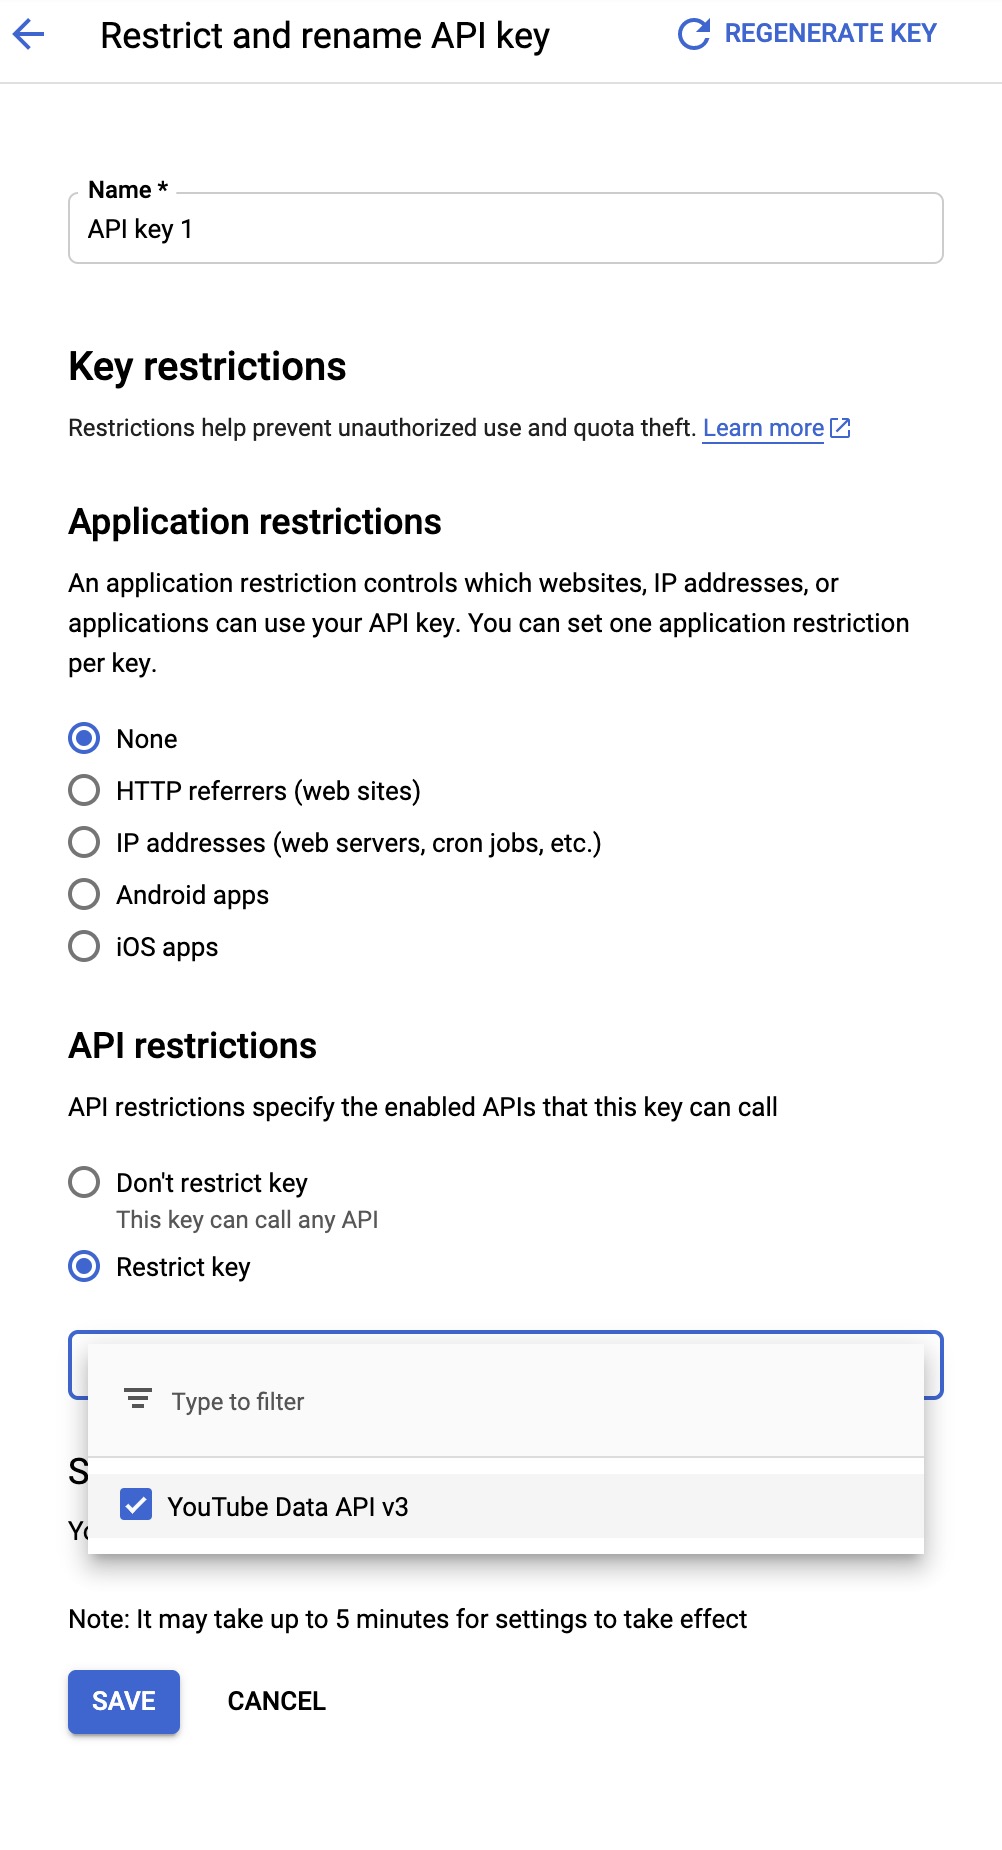 Restrict and rename API key
REGENERATE KEY
Name *
API key 1
Key restrictions
Restrictions help prevent unauthorized use and quota theft. Learn more
Application restrictions
An application restriction controls which websites, IP addresses, or
applications can use your API key. You can set one application restriction
per key.
None
HTTP referrers (web sites)
IP addresses (web servers, cron jobs, etc.)
Android apps
iOS apps
API restrictions
API restrictions specify the enabled APIs that this key can call
Don't restrict key
This key can call any API
Restrict key
Type to filter
YouTube Data API v3
Note: It may take up to 5 minutes for settings to take effect
SAVE
CANCEL